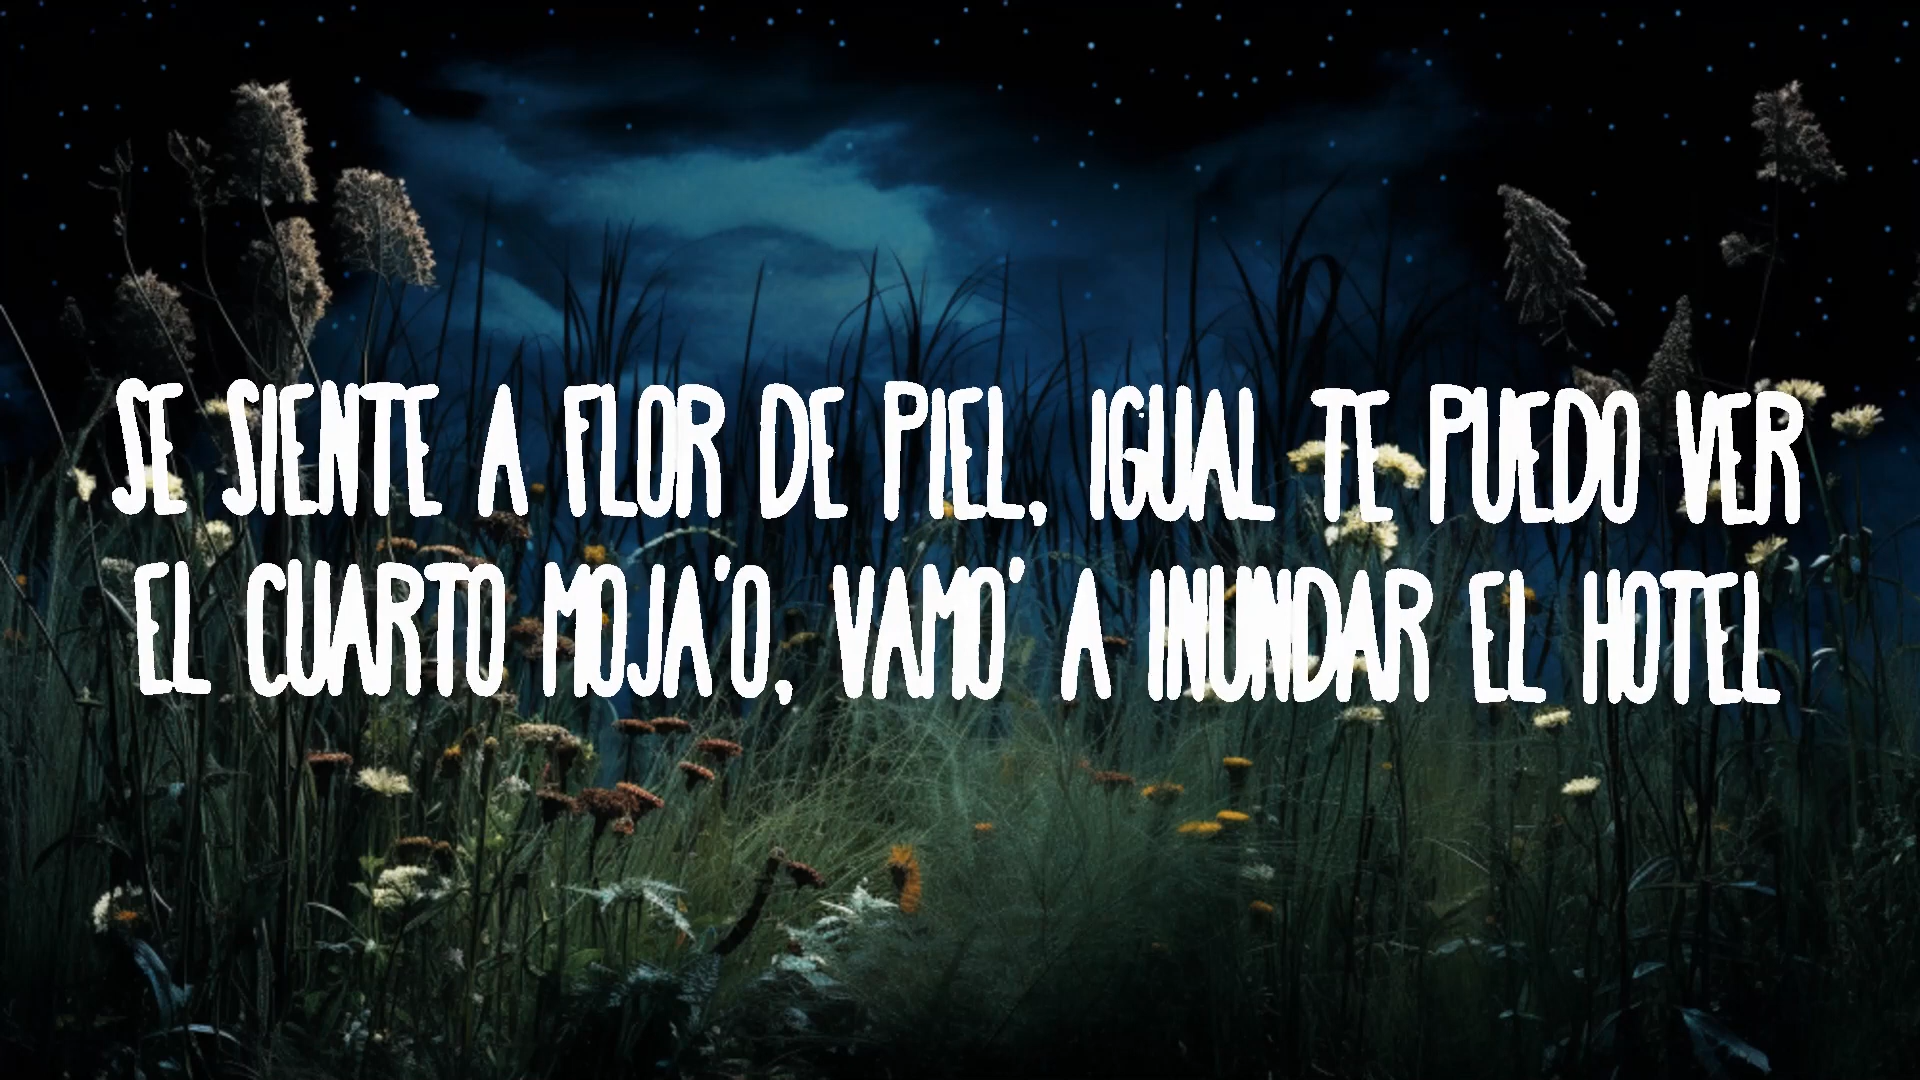 SE SIENTE A FLOR DE PIEL, IGUAL TE PUEDO VER
EL CUARTO MOJA'O, VAMO' A INUNDAR EL HOTEL